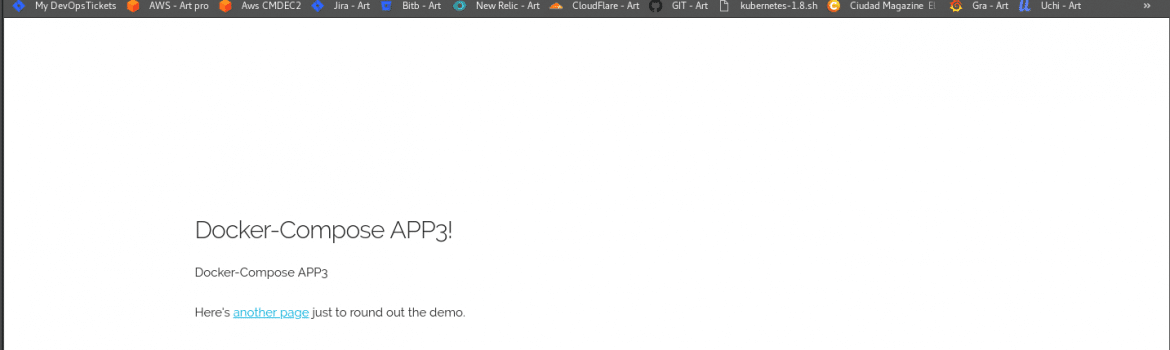 My DevOpsTickets AWS - Art pro Aws CMDEC2 Jira - Art Bitb - Art New Relic - Art CloudFlare - Art GIT - Art kubernetes-1.8.sh Ciudad Magazine El Gra - Art Uchi - Art »
Docker-Compose APP3!
Docker-Compose APP3
Here's another page just to round out the demo.